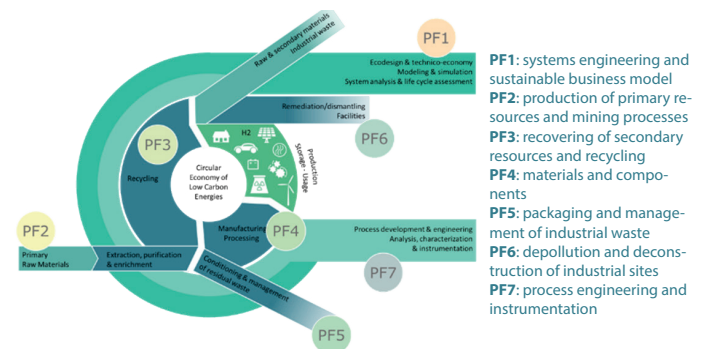 Raw & secondary materials
Industrial waste
PF1
Ecodesign & technico-economy
Modeling & simulation
System analysis & life cycle assessment
Remediation/dismantling
Facilities
PF6
H2
Production
Storage - Usage
PF3
Recycling
Circular
Economy of
Low Carbon
Energies
PF2
Primary
Raw Materials
Extraction, purification
& enrichment
Manufacturing
Processing
PF4
Process development & engineering
Analysis, characterization
& instrumentation
PF7
Conditioning & management
of residual waste
PF5
PF1: systems engineering and
sustainable business model
PF2: production of primary re-
sources and mining processes
PF3: recovering of secondary
resources and recycling
PF4: materials and compo-
nents
PF5: packaging and manage-
ment of industrial waste
PF6: depollution and decons-
truction of industrial sites
PF7: process engineering and
instrumentation